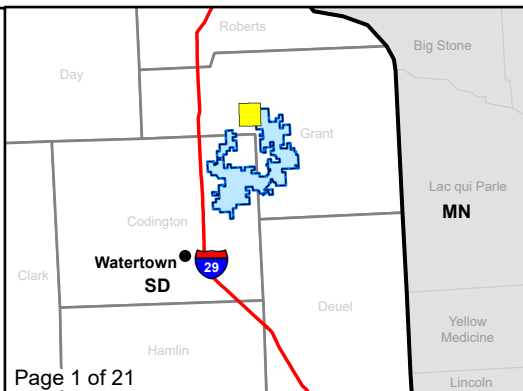 Roberts
Big Stone
Day
Grant
Lac qui Parle
MN
Codington
Watertown
29
SD
Clark
Deuel
Yellow
Medicine
Hamlin
Page 1 of 21
Lincoln